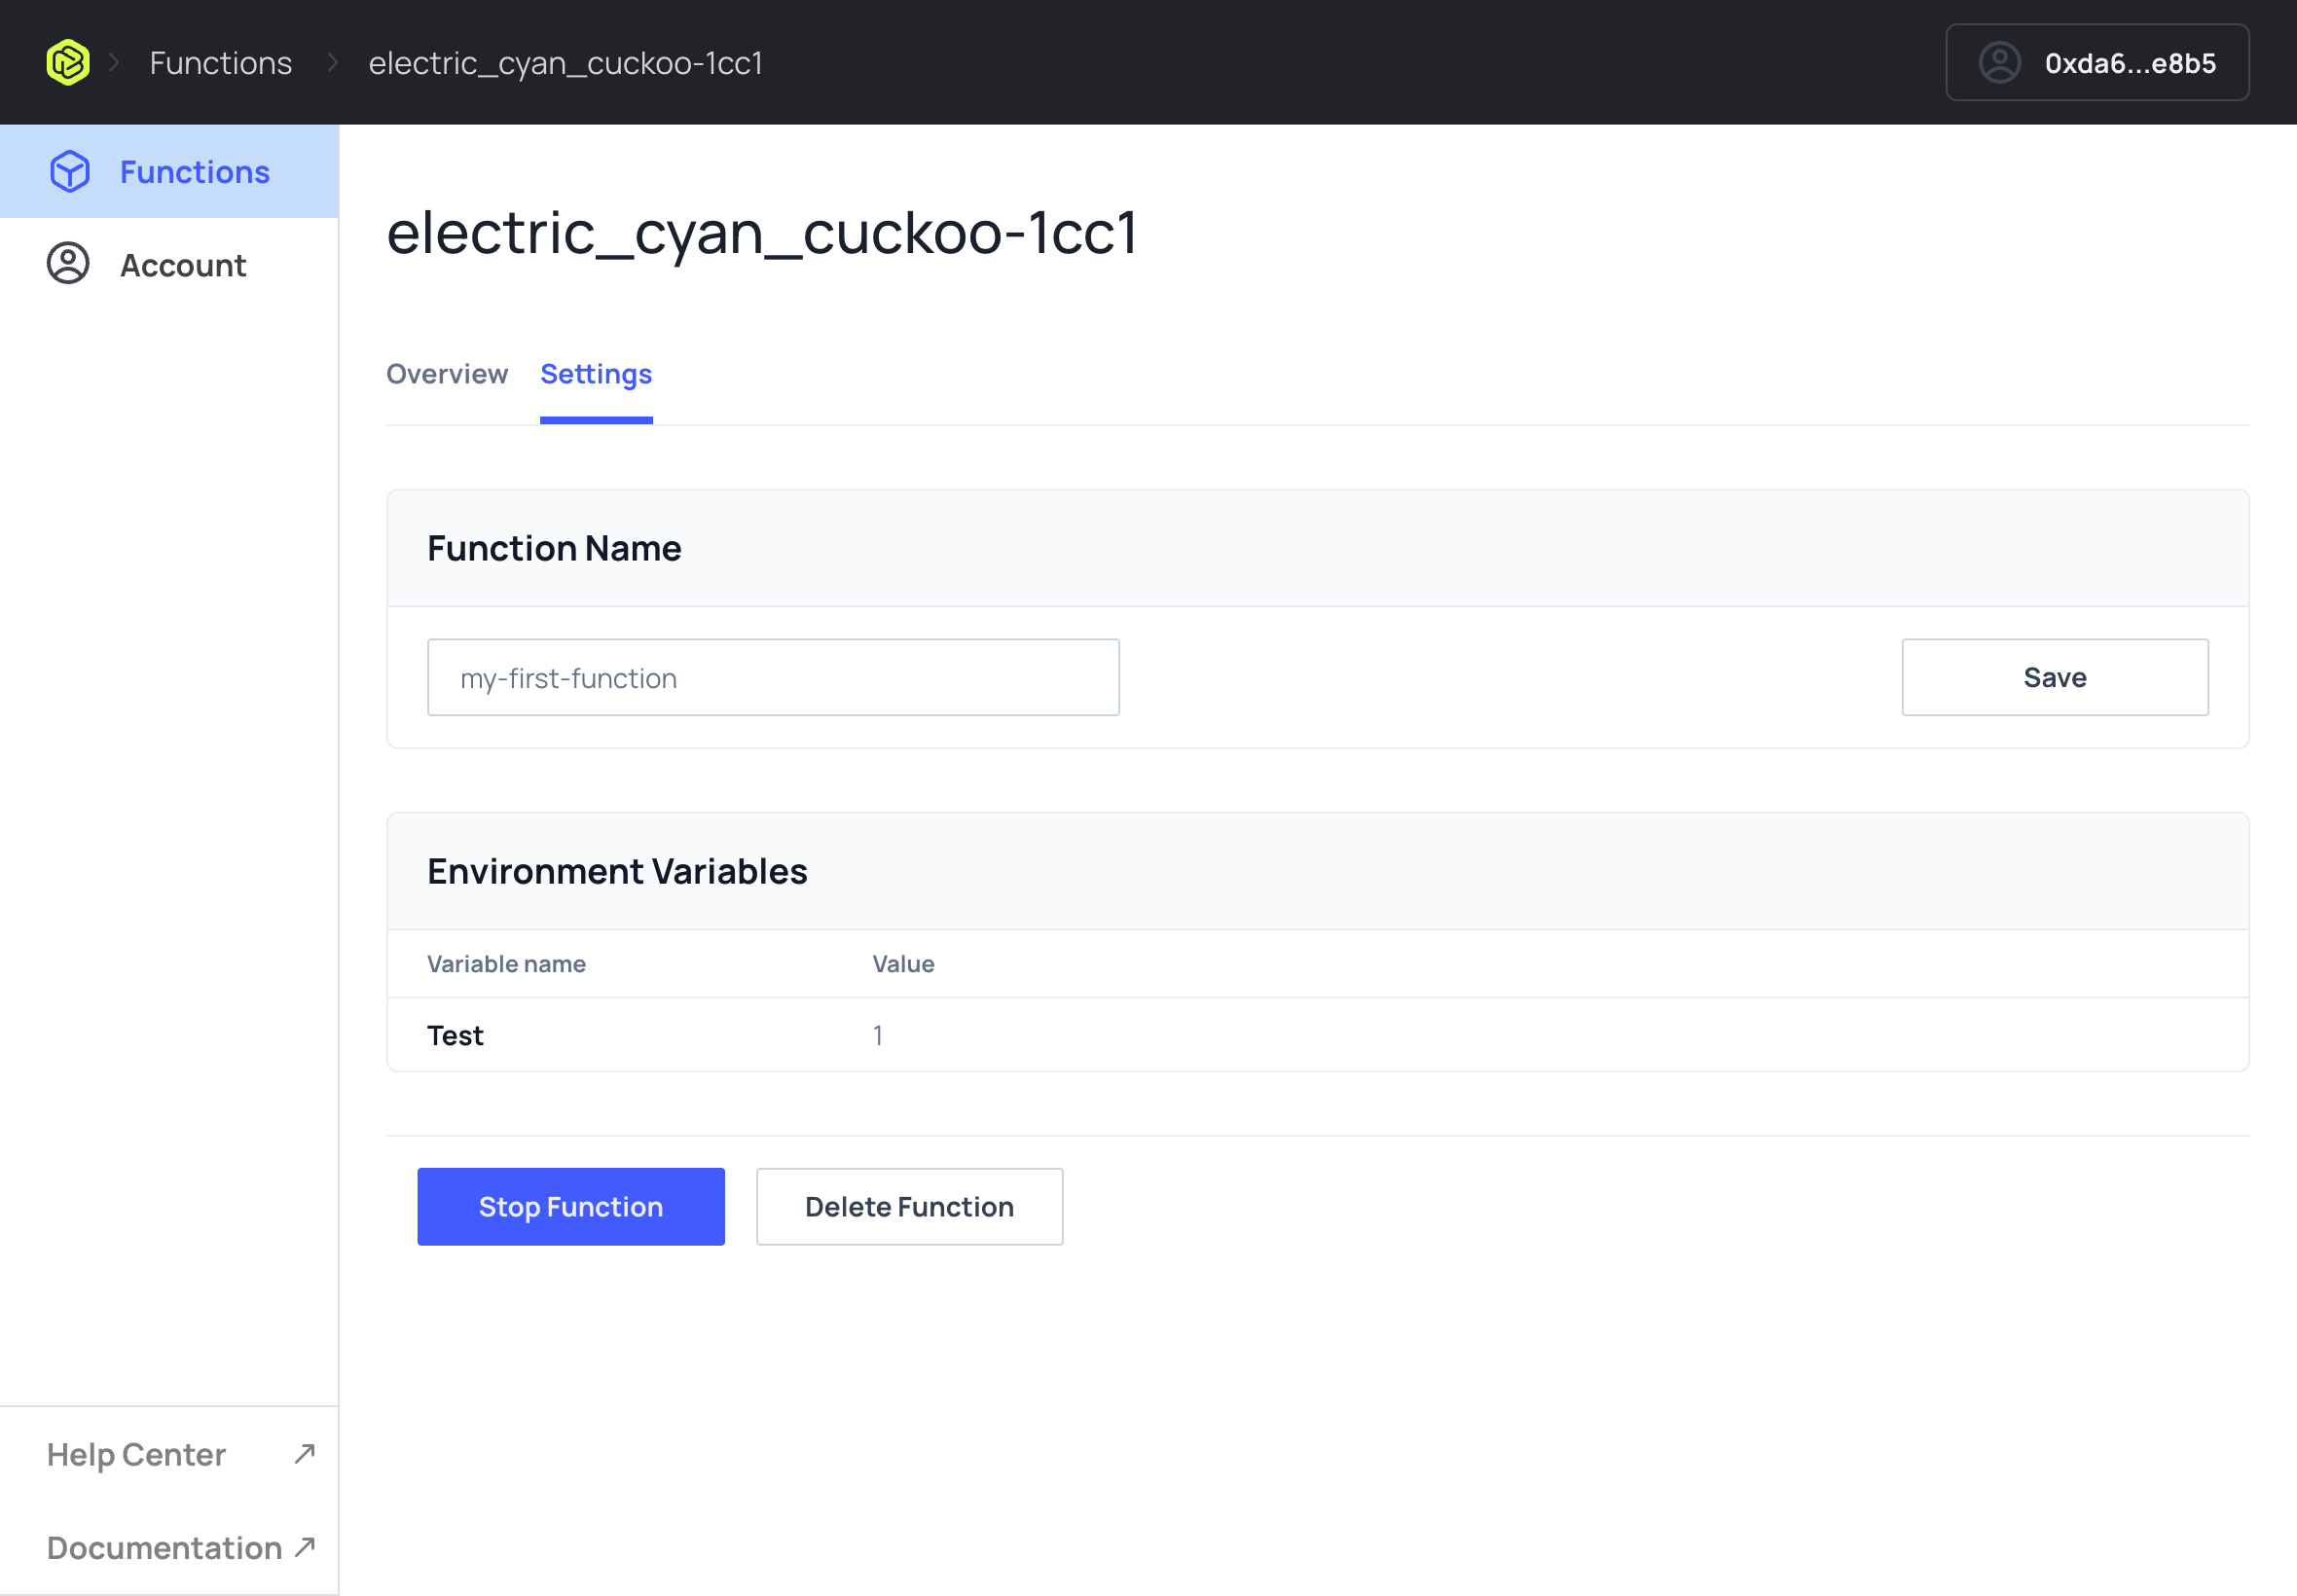 Functions
electric_cyan_cuckoo-1cc1
0xda6...e8b5
Functions
Account
electric_cyan_cuckoo-1cc1
Overview Settings
Function Name
my-first-function
Save
Environment Variables
Variable name Value
Test 1
Stop Function Delete Function
Help Center
Documentation